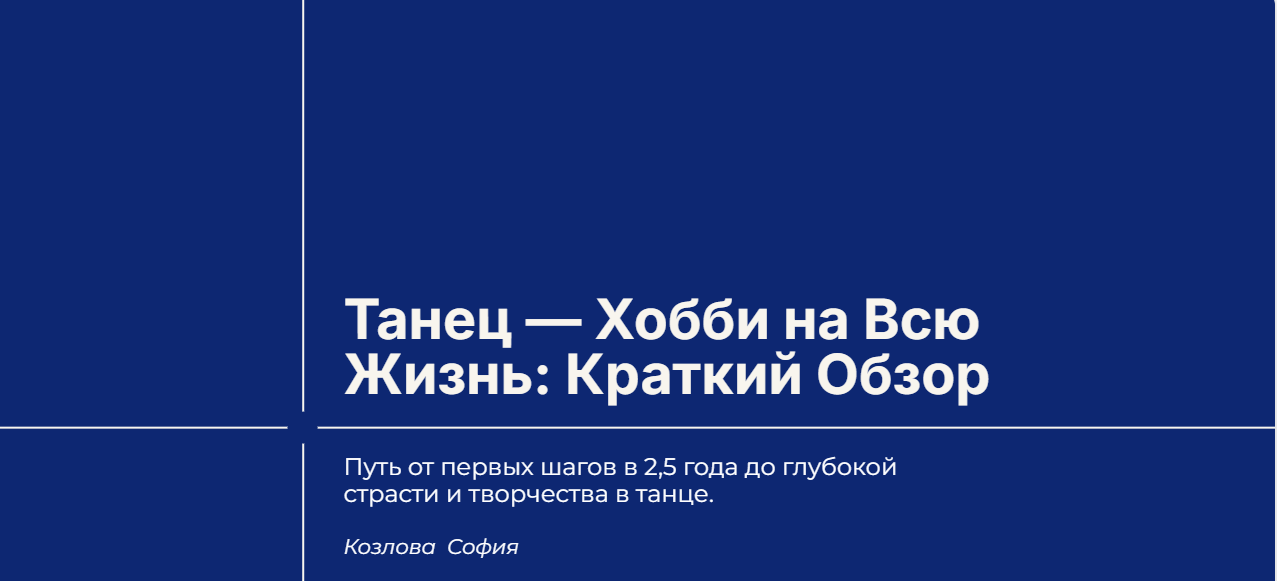 Танец — Хобби на Всю
Жизнь: Краткий Обзор
Путь от первых шагов в 2,5 года до глубокой
страсти и творчества в танце.
Козлова София